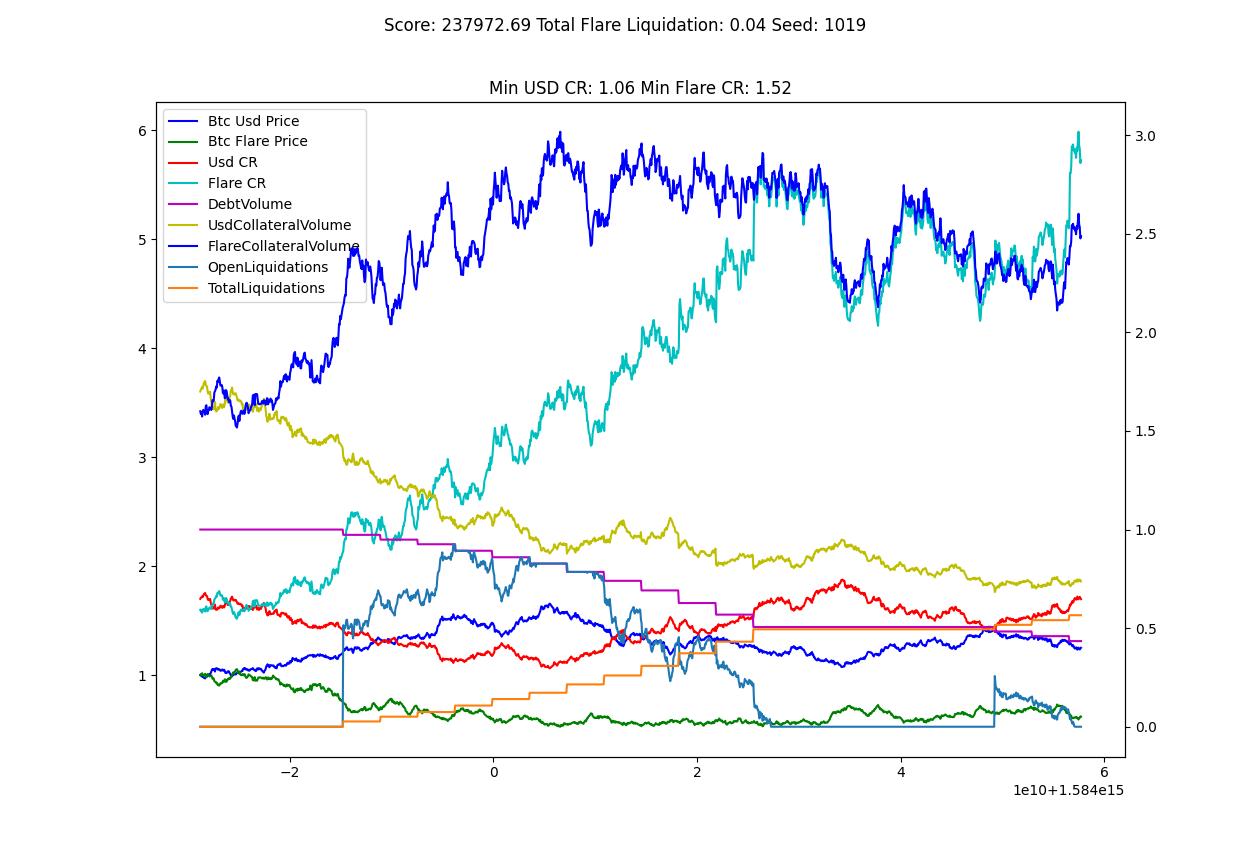 Score: 237972.69 Total Flare Liquidation: 0.04 Seed: 1019
Min USD CR: 1.06 Min Flare CR: 1.52
Btc Usd Price
Btc Flare Price
Usd CR
Flare CR
DebtVolume
UsdCollateralVolume
FlareCollateralVolume
OpenLiquidations
TotalLiquidations
6
5
4
3
2
1
3.0
2.5
2.0
1.5
1.0
0.5
0.0
−2
0
2
4
6
1e10+1.584e15